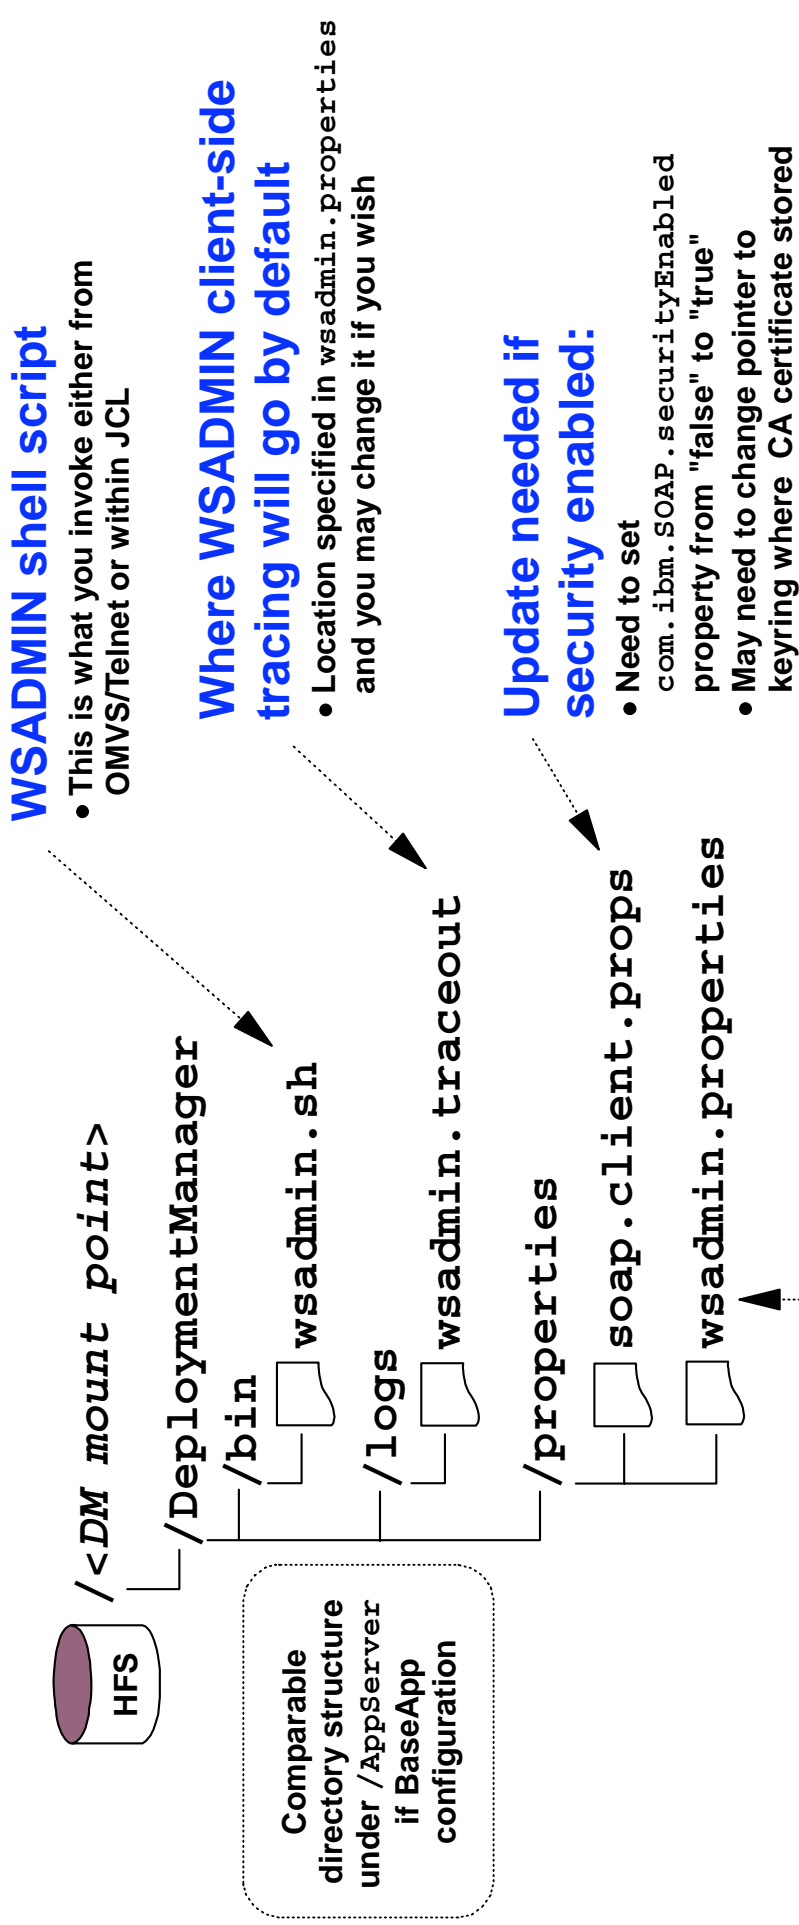 HFS
/<DM mount point>
/DeploymentManager
/bin
wsadmin.sh
/logs
wsadmin.traceout
/properties
soap.client.props
wsadmin.properties
Comparable
directory structure
under /AppServer
if BaseApp
configuration
WSADMIN shell script
• This is what you invoke either from
OMVS/Telnet or within JCL
Where WSADMIN client-side
tracing will go by default
• Location specified in wsadmin.properties
and you may change it if you wish
Update needed if
security enabled:
• Need to set
com.ibm.SOAP.securityEnabled
property from "false" to "true"
• May need to change pointer to
keyring where CA certificate stored